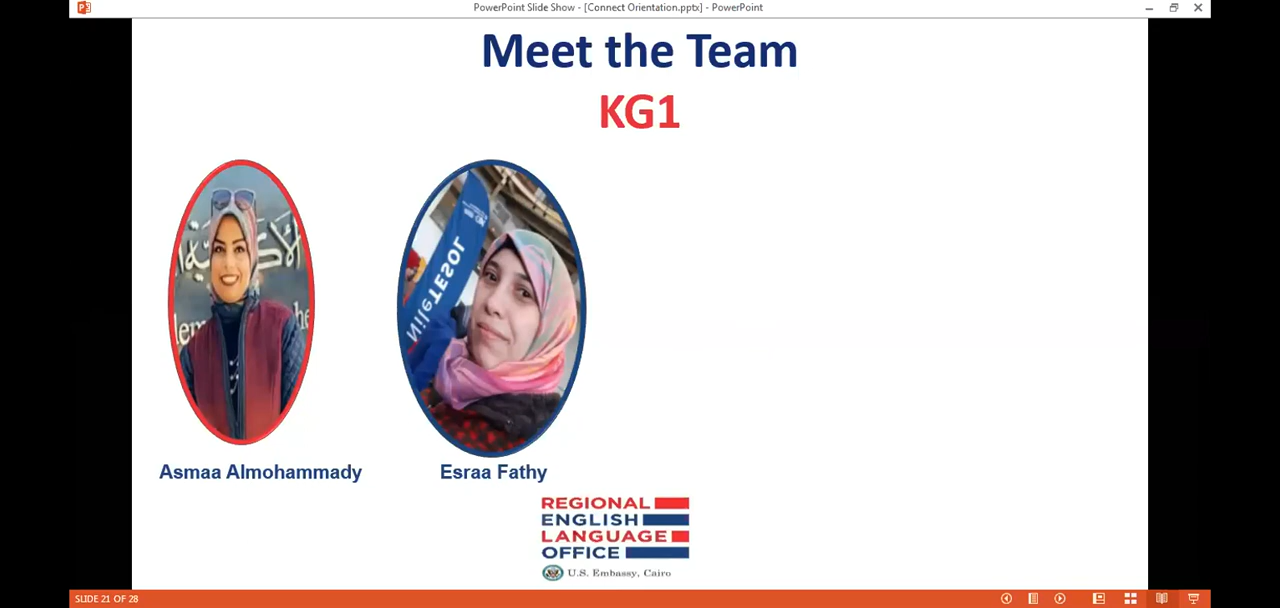 PowerPoint Slide Show - [Connect Orientation.pptx] - PowerPoint
Meet the Team
KG1
NileTESOL
Asmaa Almohammady
Esraa Fathy
REGIONAL
ENGLISH
LANGUAGE
OFFICE
U.S. Embassy, Cairo
SLIDE 21 OF 28